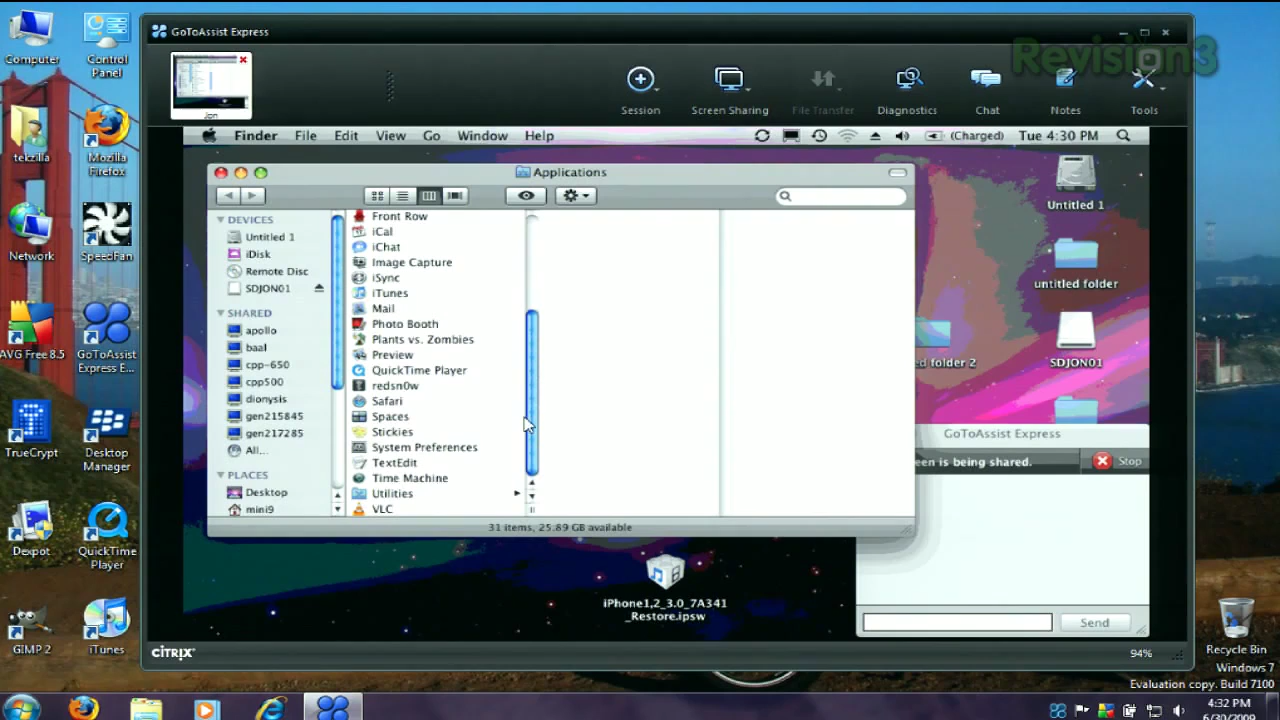 GoToAssist Express
Revision3
Jon
Session
Screen Sharing
File Transfer
Diagnostics
Chat
Notes
Tools
Computer
Control Panel
tekzilla
Mozilla Firefox
Network
SpeedFan
AVG Free 8.5
GoToAssist Express E...
TrueCrypt
Desktop Manager
Dexpot
QuickTime Player
GIMP 2
iTunes
Finder File Edit View Go Window Help
(Charged) Tue 4:30 PM
Applications
DEVICES
Untitled 1
iDisk
Remote Disc
SDJON01
SHARED
apollo
baal
cpp-650
cpp500
dionysis
gen215845
gen217285
All...
PLACES
Desktop
mini9
Front Row
iCal
iChat
Image Capture
iSync
iTunes
Mail
Photo Booth
Plants vs. Zombies
Preview
QuickTime Player
redsn0w
Safari
Spaces
Stickies
System Preferences
TextEdit
Time Machine
Utilities
VLC
31 items, 25.89 GB available
Untitled 1
untitled folder
ed folder 2
SDJON01
GoToAssist Express
een is being shared.
Stop
Send
iPhone1,2_3.0_7A341
_Restore.ipsw
CITRIX
94%
Recycle Bin
Windows 7
Evaluation copy. Build 7100
4:32 PM
6/30/2009